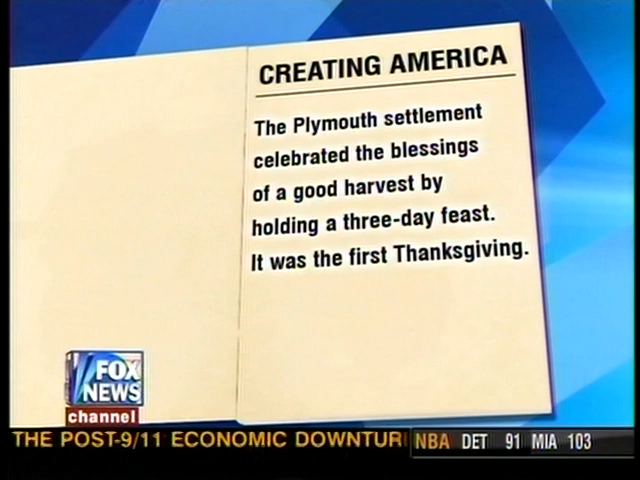 CREATING AMERICA
The Plymouth settlement
celebrated the blessings
of a good harvest by
holding a three-day feast.
It was the first Thanksgiving.
FOX
NEWS
channel
THE POST-9/11 ECONOMIC DOWNTUR
NBA DET 91 MIA 103